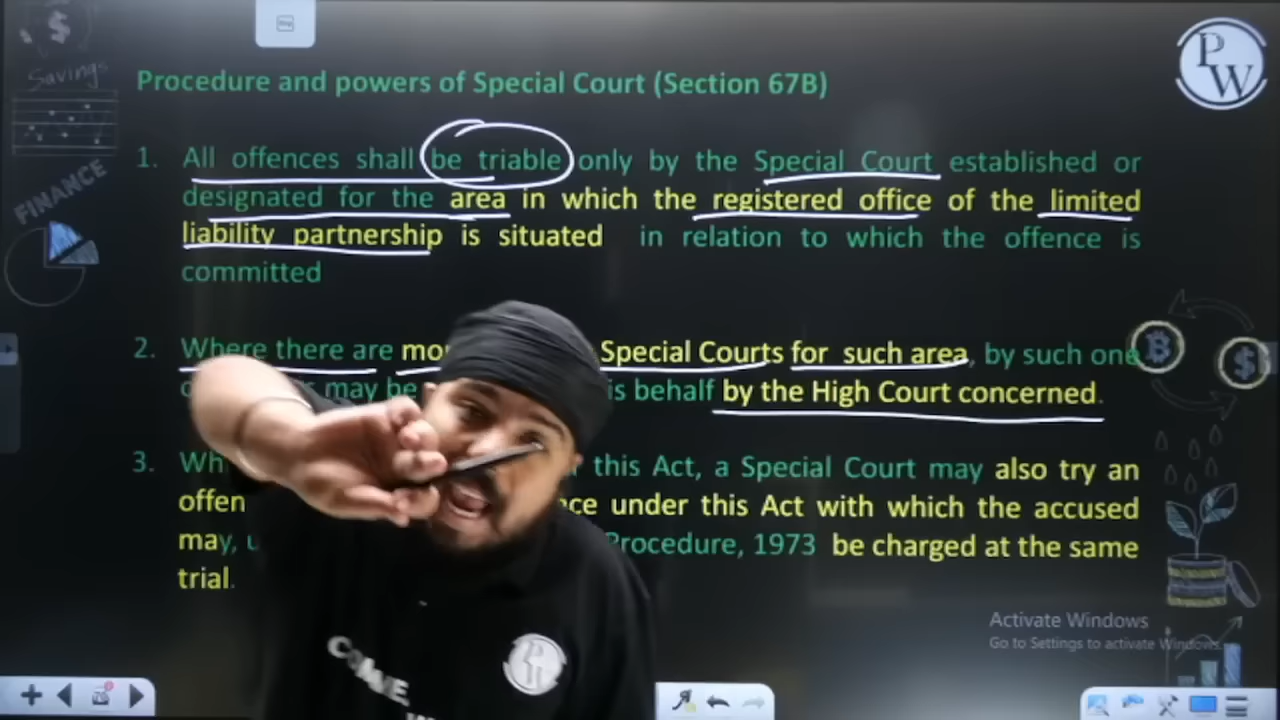 Savings
FINANCE
PW
Procedure and powers of Special Court (Section 67B)
1. All offences shall be triable only by the Special Court established or
designated for the area in which the registered office of the limited
liability partnership is situated in relation to which the offence is
committed
2. Where there are Special Courts for such area, by such one
may be is behalf by the High Court concerned.
3. this Act, a Special Court may also try an
under this Act with which the accused
may, Procedure, 1973 be charged at the same
trial.
Activate Windows
Go to Settings to activate Windows.
PW